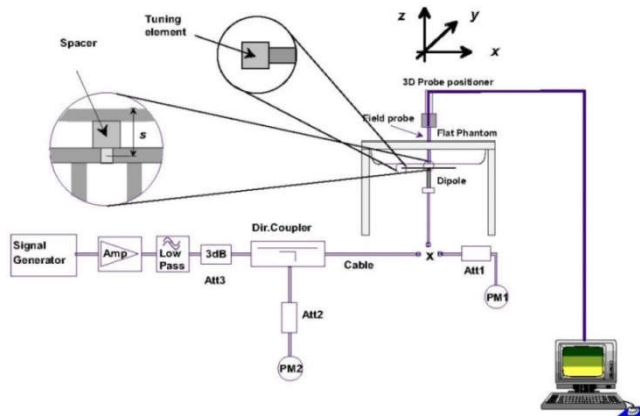 Tuning
element
Spacer
s
z
y
x
3D Probe positioner
Field probe
Flat Phantom
Dipole
Signal
Generator
Amp
Low
Pass
3dB
Att3
Dir.Coupler
Cable
x
Att1
PM1
Att2
PM2